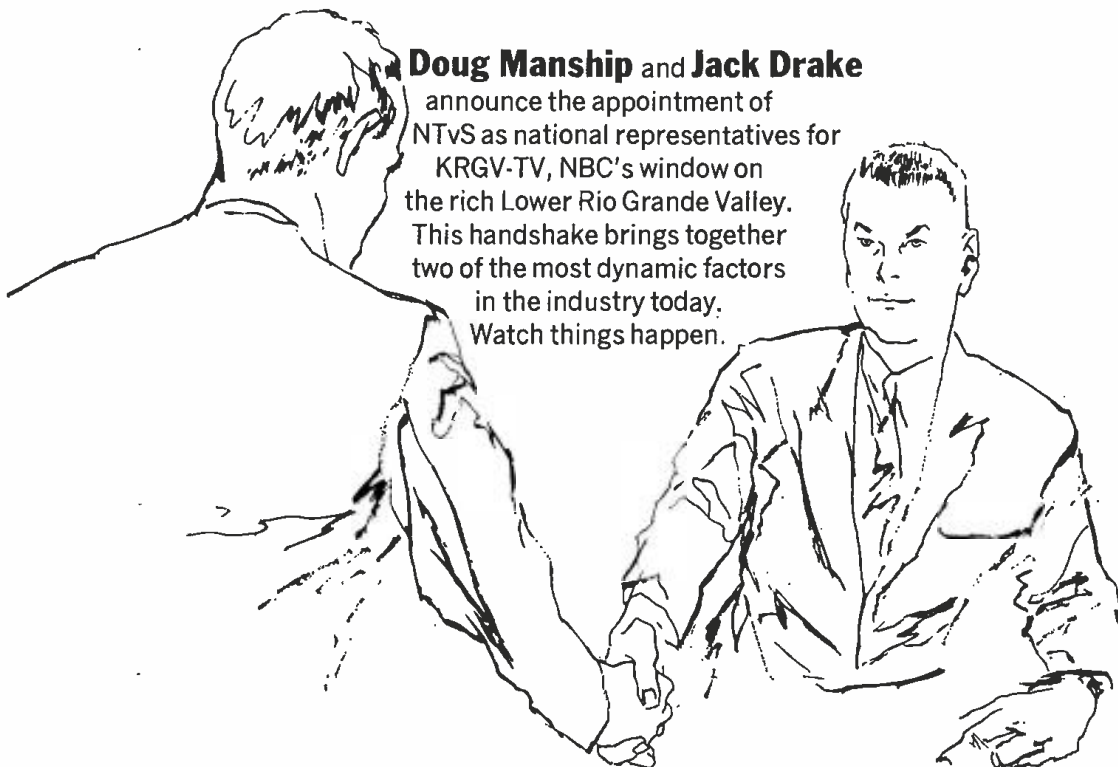 Doug Manship and Jack Drake
announce the appointment of
NTvS as national representatives for
KRGV-TV, NBC's window on
the rich Lower Rio Grande Valley.
This handshake brings together
two of the most dynamic factors
in the industry today.
Watch things happen.